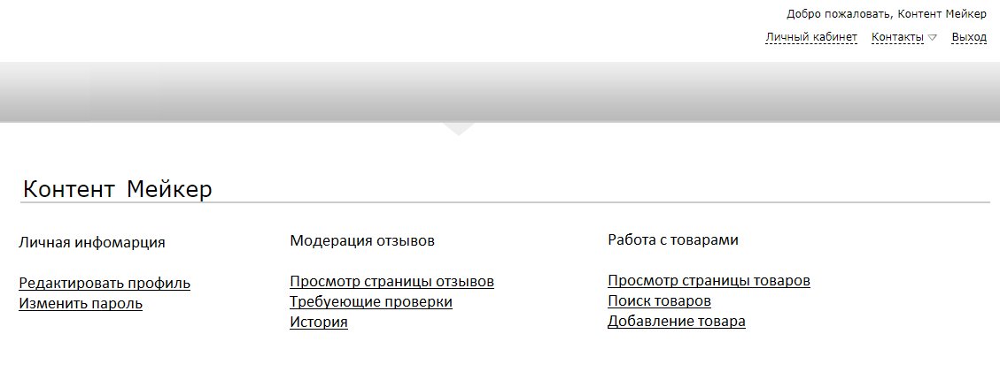 Добро пожаловать, Контент Мейкер
Личный кабинет Контакты Выход
Контент Мейкер
Личная инфомарция
Редактировать профиль
Изменить пароль
Модерация отзывов
Просмотр страницы отзывов
Требуеющие проверки
История
Работа с товарами
Просмотр страницы товаров
Поиск товаров
Добавление товара